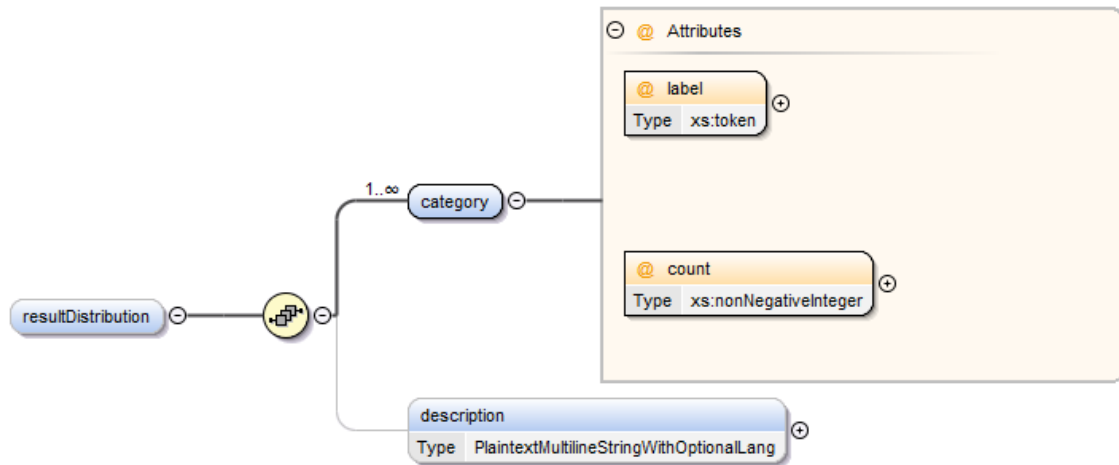 @ Attributes
@ label
Type xs:token
1..∞
category
@ count
Type xs:nonNegativeInteger
resultDistribution
description
Type PlaintextMultilineStringWithOptionalLang